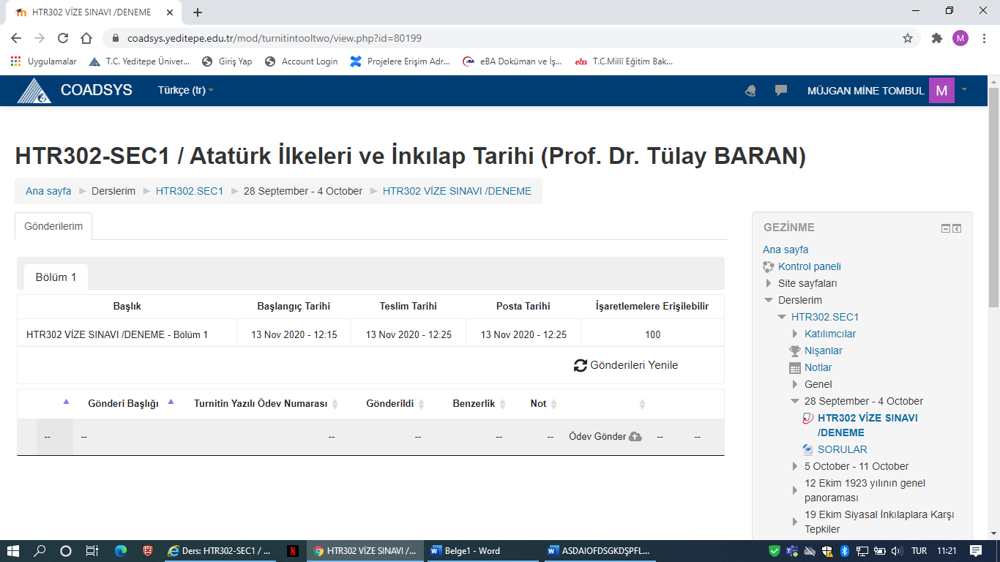 HTR302 VİZE SINAVI /DENEME
coadsys.yeditepe.edu.tr/mod/turnitintooltwo/view.php?id=80199
M
Uygulamalar
T.C. Yeditepe Üniver...
Giriş Yap
Account Login
Projelere Erişim Adr...
eBA Doküman ve İş...
T.C.Millî Eğitim Bak...
COADSYS
Türkçe (tr)
MÜJGAN MİNE TOMBUL
M
HTR302-SEC1 / Atatürk İlkeleri ve İnkılap Tarihi (Prof. Dr. Tülay BARAN)
Ana sayfa
Derslerim
HTR302.SEC1
28 September - 4 October
HTR302 VİZE SINAVI /DENEME
Gönderilerim
Bölüm 1
Başlık
Başlangıç Tarihi
Teslim Tarihi
Posta Tarihi
İşaretlemelere Erişilebilir
HTR302 VİZE SINAVI /DENEME - Bölüm 1
13 Nov 2020 - 12:15
13 Nov 2020 - 12:25
13 Nov 2020 - 12:25
100
Gönderileri Yenile
Gönderi Başlığı
Turnitin Yazılı Ödev Numarası
Gönderildi
Benzerlik
Not
--
--
--
--
--
--
Ödev Gönder
--
--
GEZİNME
Ana sayfa
Kontrol paneli
Site sayfaları
Derslerim
HTR302.SEC1
Katılımcılar
Nişanlar
Notlar
Genel
28 September - 4 October
HTR302 VİZE SINAVI
/DENEME
SORULAR
5 October - 11 October
12 Ekim 1923 yılının genel
panoraması
19 Ekim Siyasal İnkılaplara Karşı
Tepkiler
Ders: HTR302-SEC1 / ...
N
HTR302 VİZE SINAVI /...
Belge1 - Word
ASDAIOFDSGKDŞPFL...
TUR
11:21